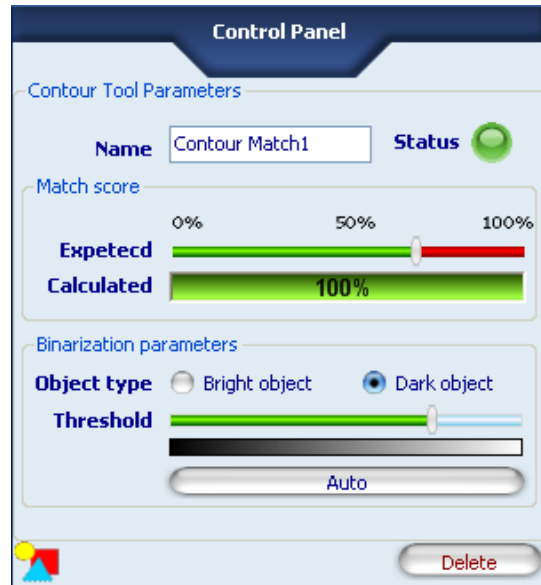 Control Panel
Contour Tool Parameters
Name Contour Match1 Status
Match score
0% 50% 100%
Expetecd
Calculated 100%
Binarization parameters
Object type Bright object Dark object
Threshold
Auto
Delete